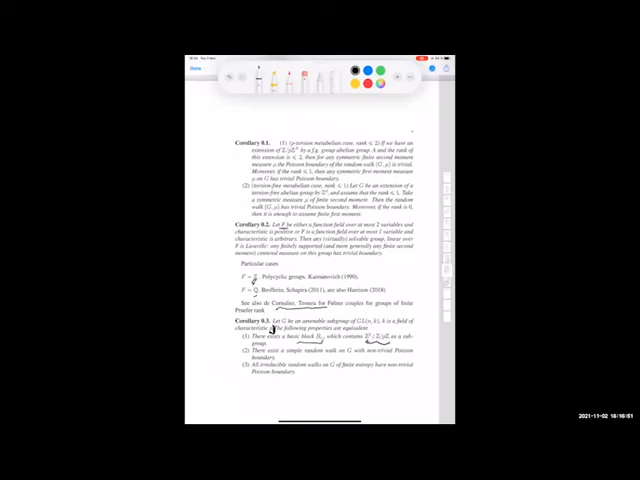 Corollary 0.1. (1) (p-torsion metabelian case, rank ⩽ 2) If we have an
extension of Z/pZ^A by a f.g. group abelian group A and the rank of
this extension is ⩽ 2, then for any symmetric finite second moment
measure μ the Poisson boundary of the random walk (G, μ) is trivial.
Moreover, if the rank ⩽ 1, then any symmetric first moment measure
μ on G has trivial Poisson boundary.
(2) (torsion-free metabelian case, rank ⩽ 1) Let G be an extension of a
torsion-free abelian group by Z^d, and assume that the rank ⩽ 1. Take
a symmetric measure μ of finite second moment. Then the random
walk (G, μ) has trivial Poisson boundary. Moreover, if the rank is 0,
then it is enough to assume finite first moment.
Corollary 0.2. Let F be either a function field over at most 2 variables and
characteristic is positive or F is a function field over at most 1 variable and
characteristic is arbitrary. Then any (virtually) solvable group, linear over
F is Liouville: any finitely supported (and more generally any finite second
moment) centered measure on this group has trivial boundary.
Particular cases
Polycyclic groups. Kaimanovich (1990).
F = Q. Brofferio, Schapira (2011), see also Harrison (2018)
See also de Cornulier, Tessera for Følner couples for groups of finite
Pruefer rank
Corollary 0.3. Let G be an amenable subgroup of GL(n, k), k is a field of
characteristic The following properties are equivalent
(1) There exists a basic block which contains as a sub-
group.
(2) There exist a simple random walk on G with non-trivial Poisson
boundary.
(3) All irreducible random walks on G of finite entropy have non-trivial
Poisson boundary.
2021-11-02 18:16:51